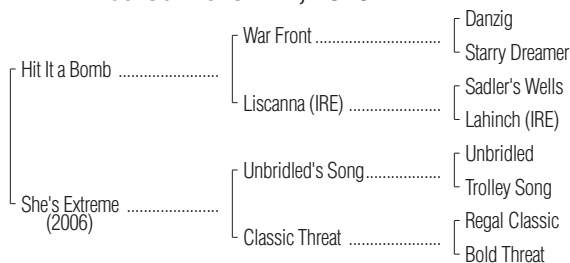 Danzig
War Front ........................................
Starry Dreamer
Hit It a Bomb ................................
Sadler's Wells
Liscanna (IRE) .............................
Lahinch (IRE)
Unbridled
Unbridled's Song........................
Trolley Song
She's Extreme .............................
(2006)
Regal Classic
Classic Threat ..............................
Bold Threat